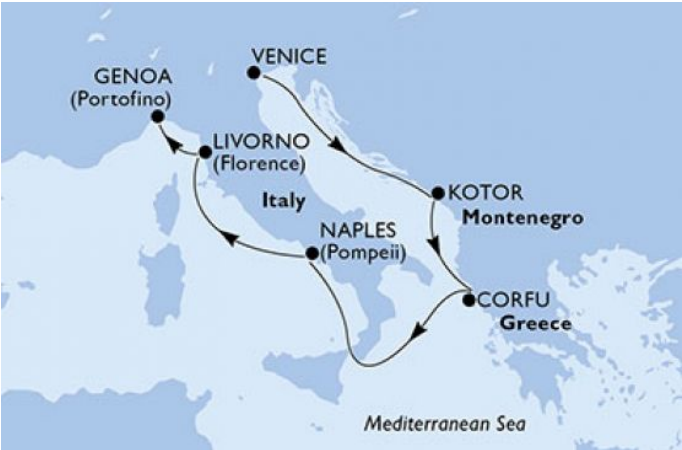 VENICE
GENOA
(Portofino)
LIVORNO
(Florence)
Italy
KOTOR
Montenegro
NAPLES
(Pompeii)
CORFU
Greece
Mediterranean Sea